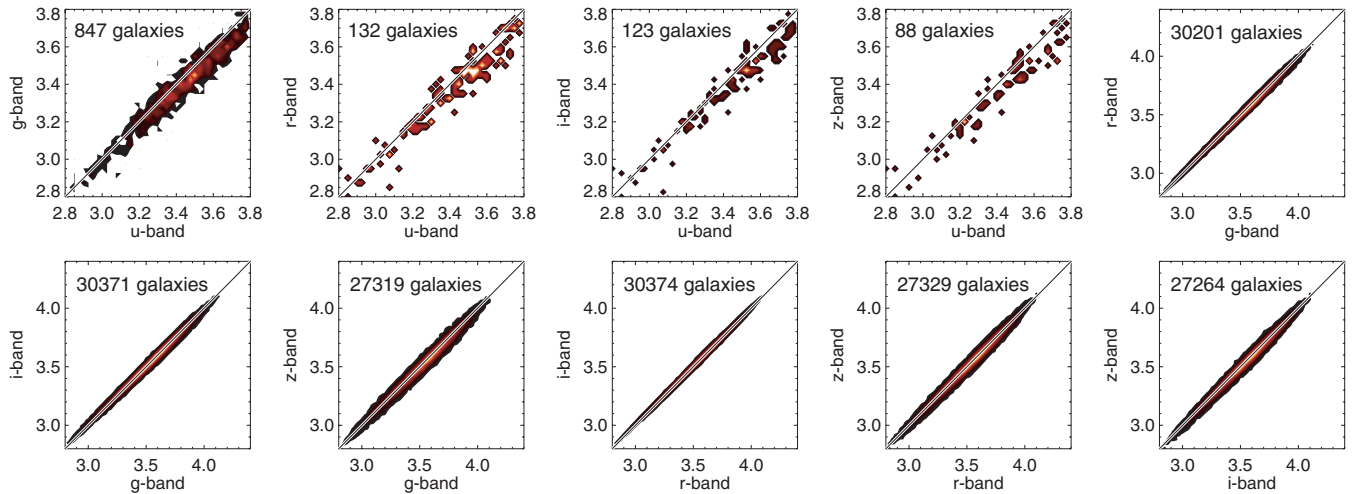 847 galaxies
132 galaxies
123 galaxies
88 galaxies
30201 galaxies
g-band
3.8
3.6
3.4
3.2
3.0
2.8
2.8 3.0 3.2 3.4 3.6 3.8
u-band
r-band
3.8
3.6
3.4
3.2
3.0
2.8
2.8 3.0 3.2 3.4 3.6 3.8
u-band
i-band
3.8
3.6
3.4
3.2
3.0
2.8
2.8 3.0 3.2 3.4 3.6 3.8
u-band
z-band
3.8
3.6
3.4
3.2
3.0
2.8
2.8 3.0 3.2 3.4 3.6 3.8
u-band
r-band
4.0
3.5
3.0
3.0 3.5 4.0
g-band
30371 galaxies
27319 galaxies
30374 galaxies
27329 galaxies
27264 galaxies
i-band
4.0
3.5
3.0
3.0 3.5 4.0
g-band
z-band
4.0
3.5
3.0
3.0 3.5 4.0
g-band
i-band
4.0
3.5
3.0
3.0 3.5 4.0
r-band
z-band
4.0
3.5
3.0
3.0 3.5 4.0
r-band
z-band
4.0
3.5
3.0
3.0 3.5 4.0
i-band